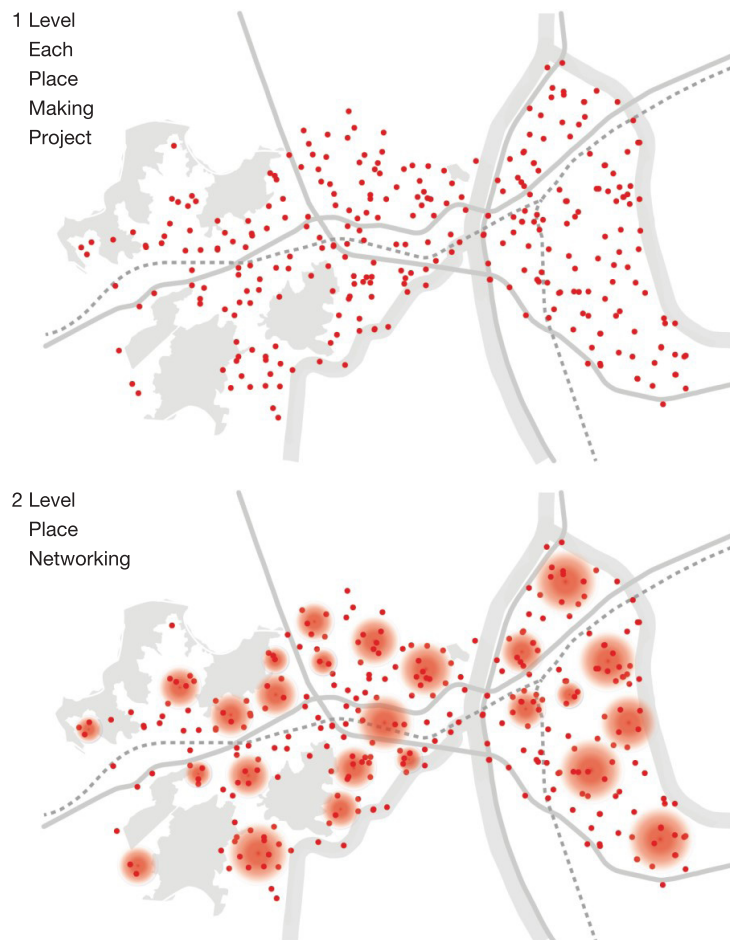 1 Level
Each
Place
Making
Project
2 Level
Place
Networking